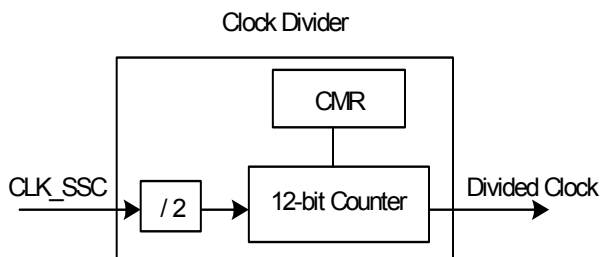 Clock Divider
CMR
CLK_SSC
/ 2
12-bit Counter
Divided Clock